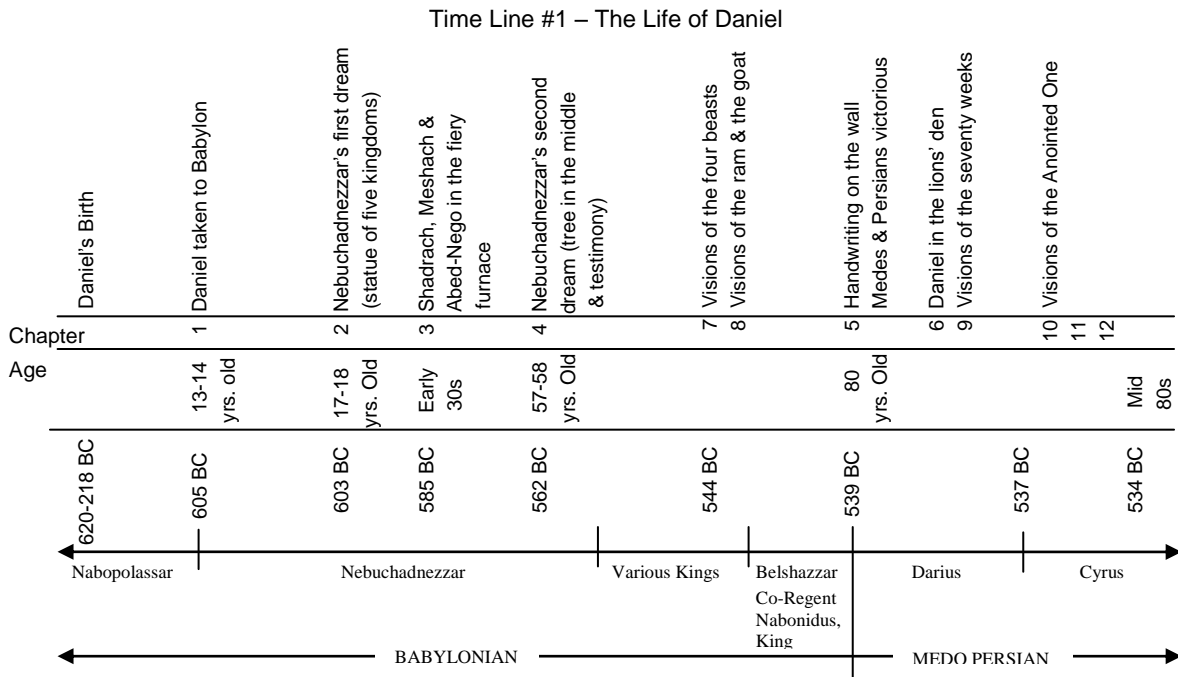 Time Line #1 – The Life of Daniel
Daniel's Birth
Daniel taken to Babylon
Nebuchadnezzar's first dream
(statue of five kingdoms)
Shadrach, Meshach &
Abed-Nego in the fiery
furnace
Nebuchadnezzar's second
dream (tree in the middle
& testimony)
Visions of the four beasts
Visions of the ram & the goat
Handwriting on the wall
Medes & Persians victorious
Daniel in the lions' den
Visions of the seventy weeks
Visions of the Anointed One
Chapter
1
2
3
4
7
8
5
6
9
10
11
12
Age
13-14
yrs. old
17-18
yrs. Old
Early
30s
57-58
yrs. Old
80
yrs. Old
Mid
80s
620-218 BC
605 BC
603 BC
585 BC
562 BC
544 BC
539 BC
537 BC
534 BC
Nabopolassar
Nebuchadnezzar
Various Kings
Belshazzar
Co-Regent
Nabonidus,
King
Darius
Cyrus
BABYLONIAN
MEDO PERSIAN